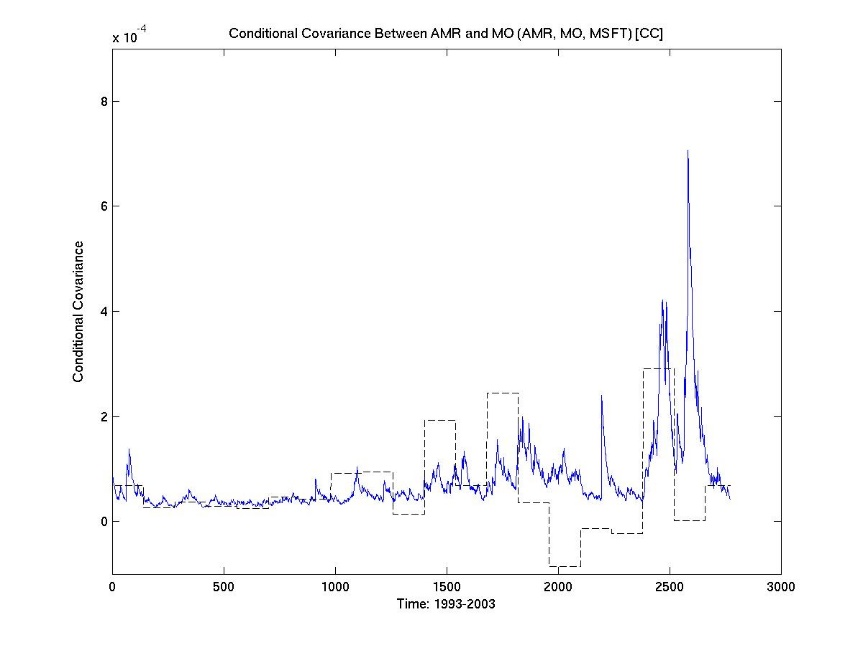 Conditional Covariance Between AMR and MO (AMR, MO, MSFT) [CC]
x 10^-4
8
6
4
2
0
Conditional Covariance
0 500 1000 1500 2000 2500 3000
Time: 1993-2003